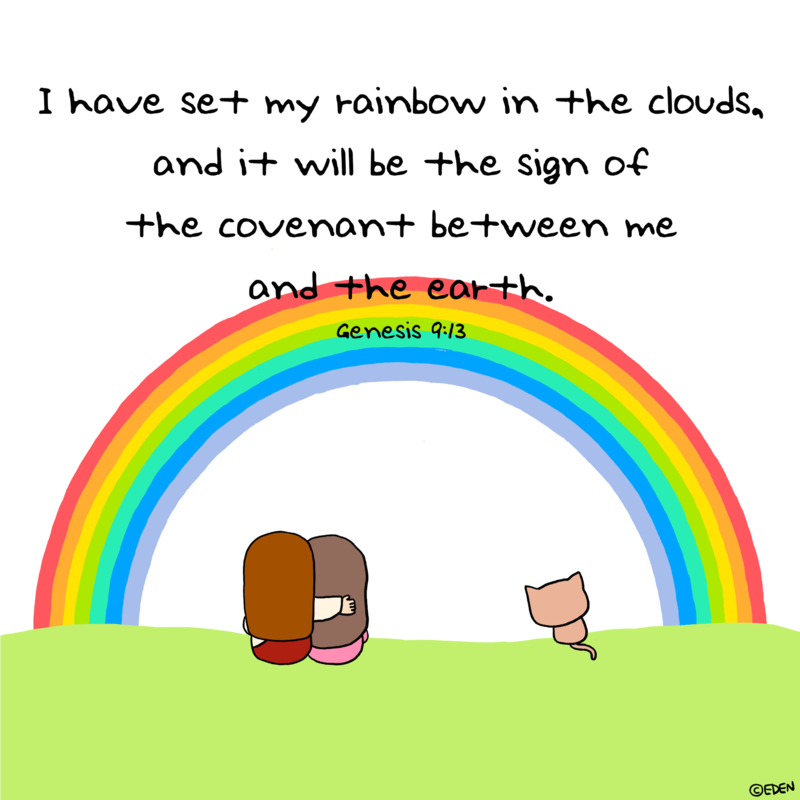 I have set my rainbow in the clouds,
and it will be the sign of
the covenant between me
and the earth.
Genesis 9:13
©EDEN